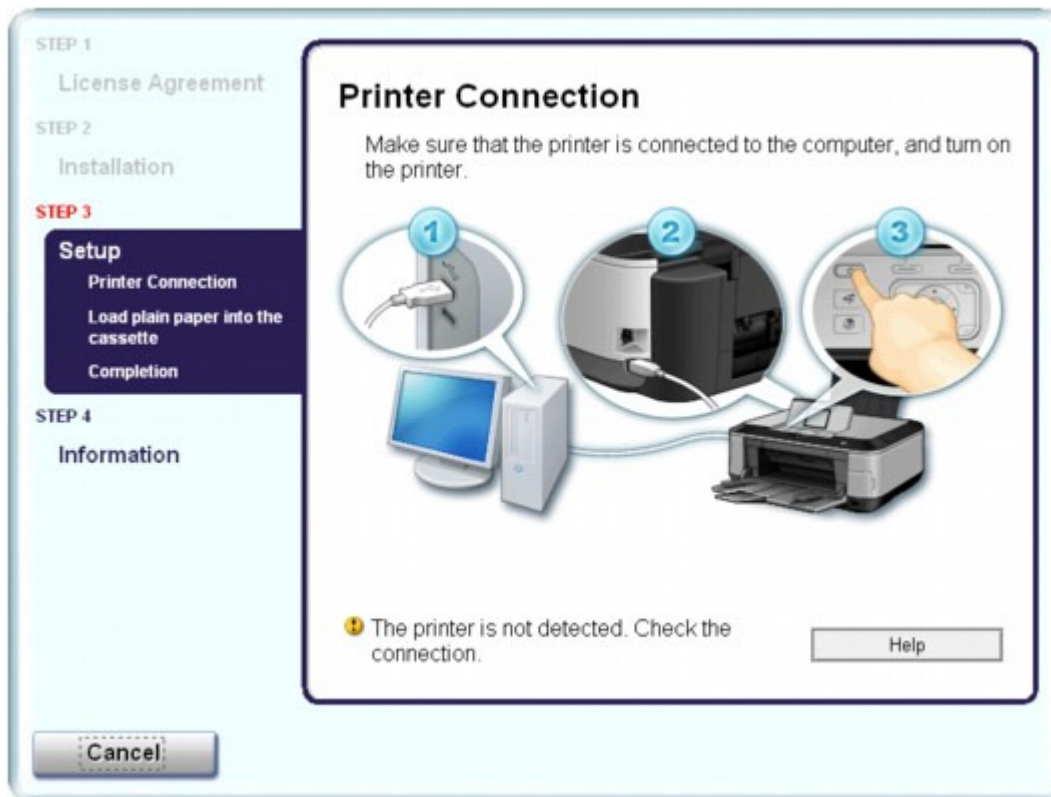 STEP 1
License Agreement
STEP 2
Installation
STEP 3
Setup
Printer Connection
Load plain paper into the
cassette
Completion
STEP 4
Information
Printer Connection
Make sure that the printer is connected to the computer, and turn on
the printer.
1
2
3
The printer is not detected. Check the
connection.
Help
Cancel